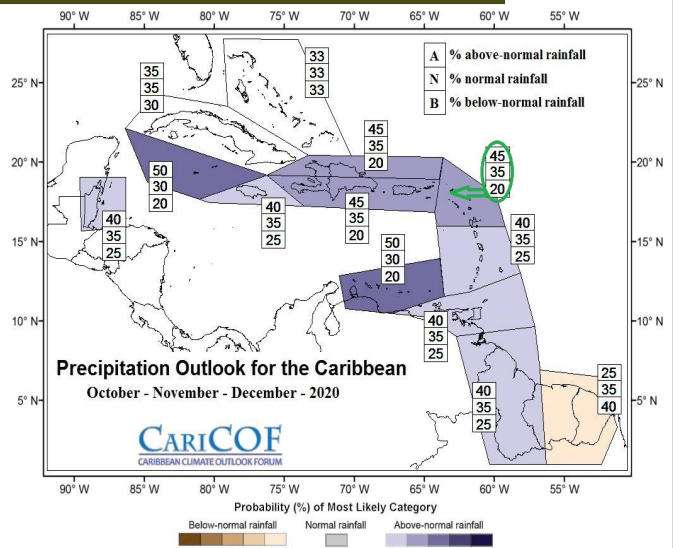 90° W 85° W 80° W 75° W 70° W 65° W 60° W 55° W
A % above-normal rainfall
N % normal rainfall
B % below-normal rainfall
25° N
20° N
15° N
10° N
5° N
25° N
20° N
15° N
10° N
5° N
33
33
33
35
35
30
45
35
20
45
35
20
50
30
20
40
35
25
40
35
25
45
35
20
40
35
25
50
30
20
40
35
25
25
35
40
40
35
25
Precipitation Outlook for the Caribbean
October - November - December - 2020
CARICOF
CARIBBEAN CLIMATE OUTLOOK FORUM
90° W 85° W 80° W 75° W 70° W 65° W 60° W 55° W
Probability (%) of Most Likely Category
Below-normal rainfall Normal rainfall Above-normal rainfall